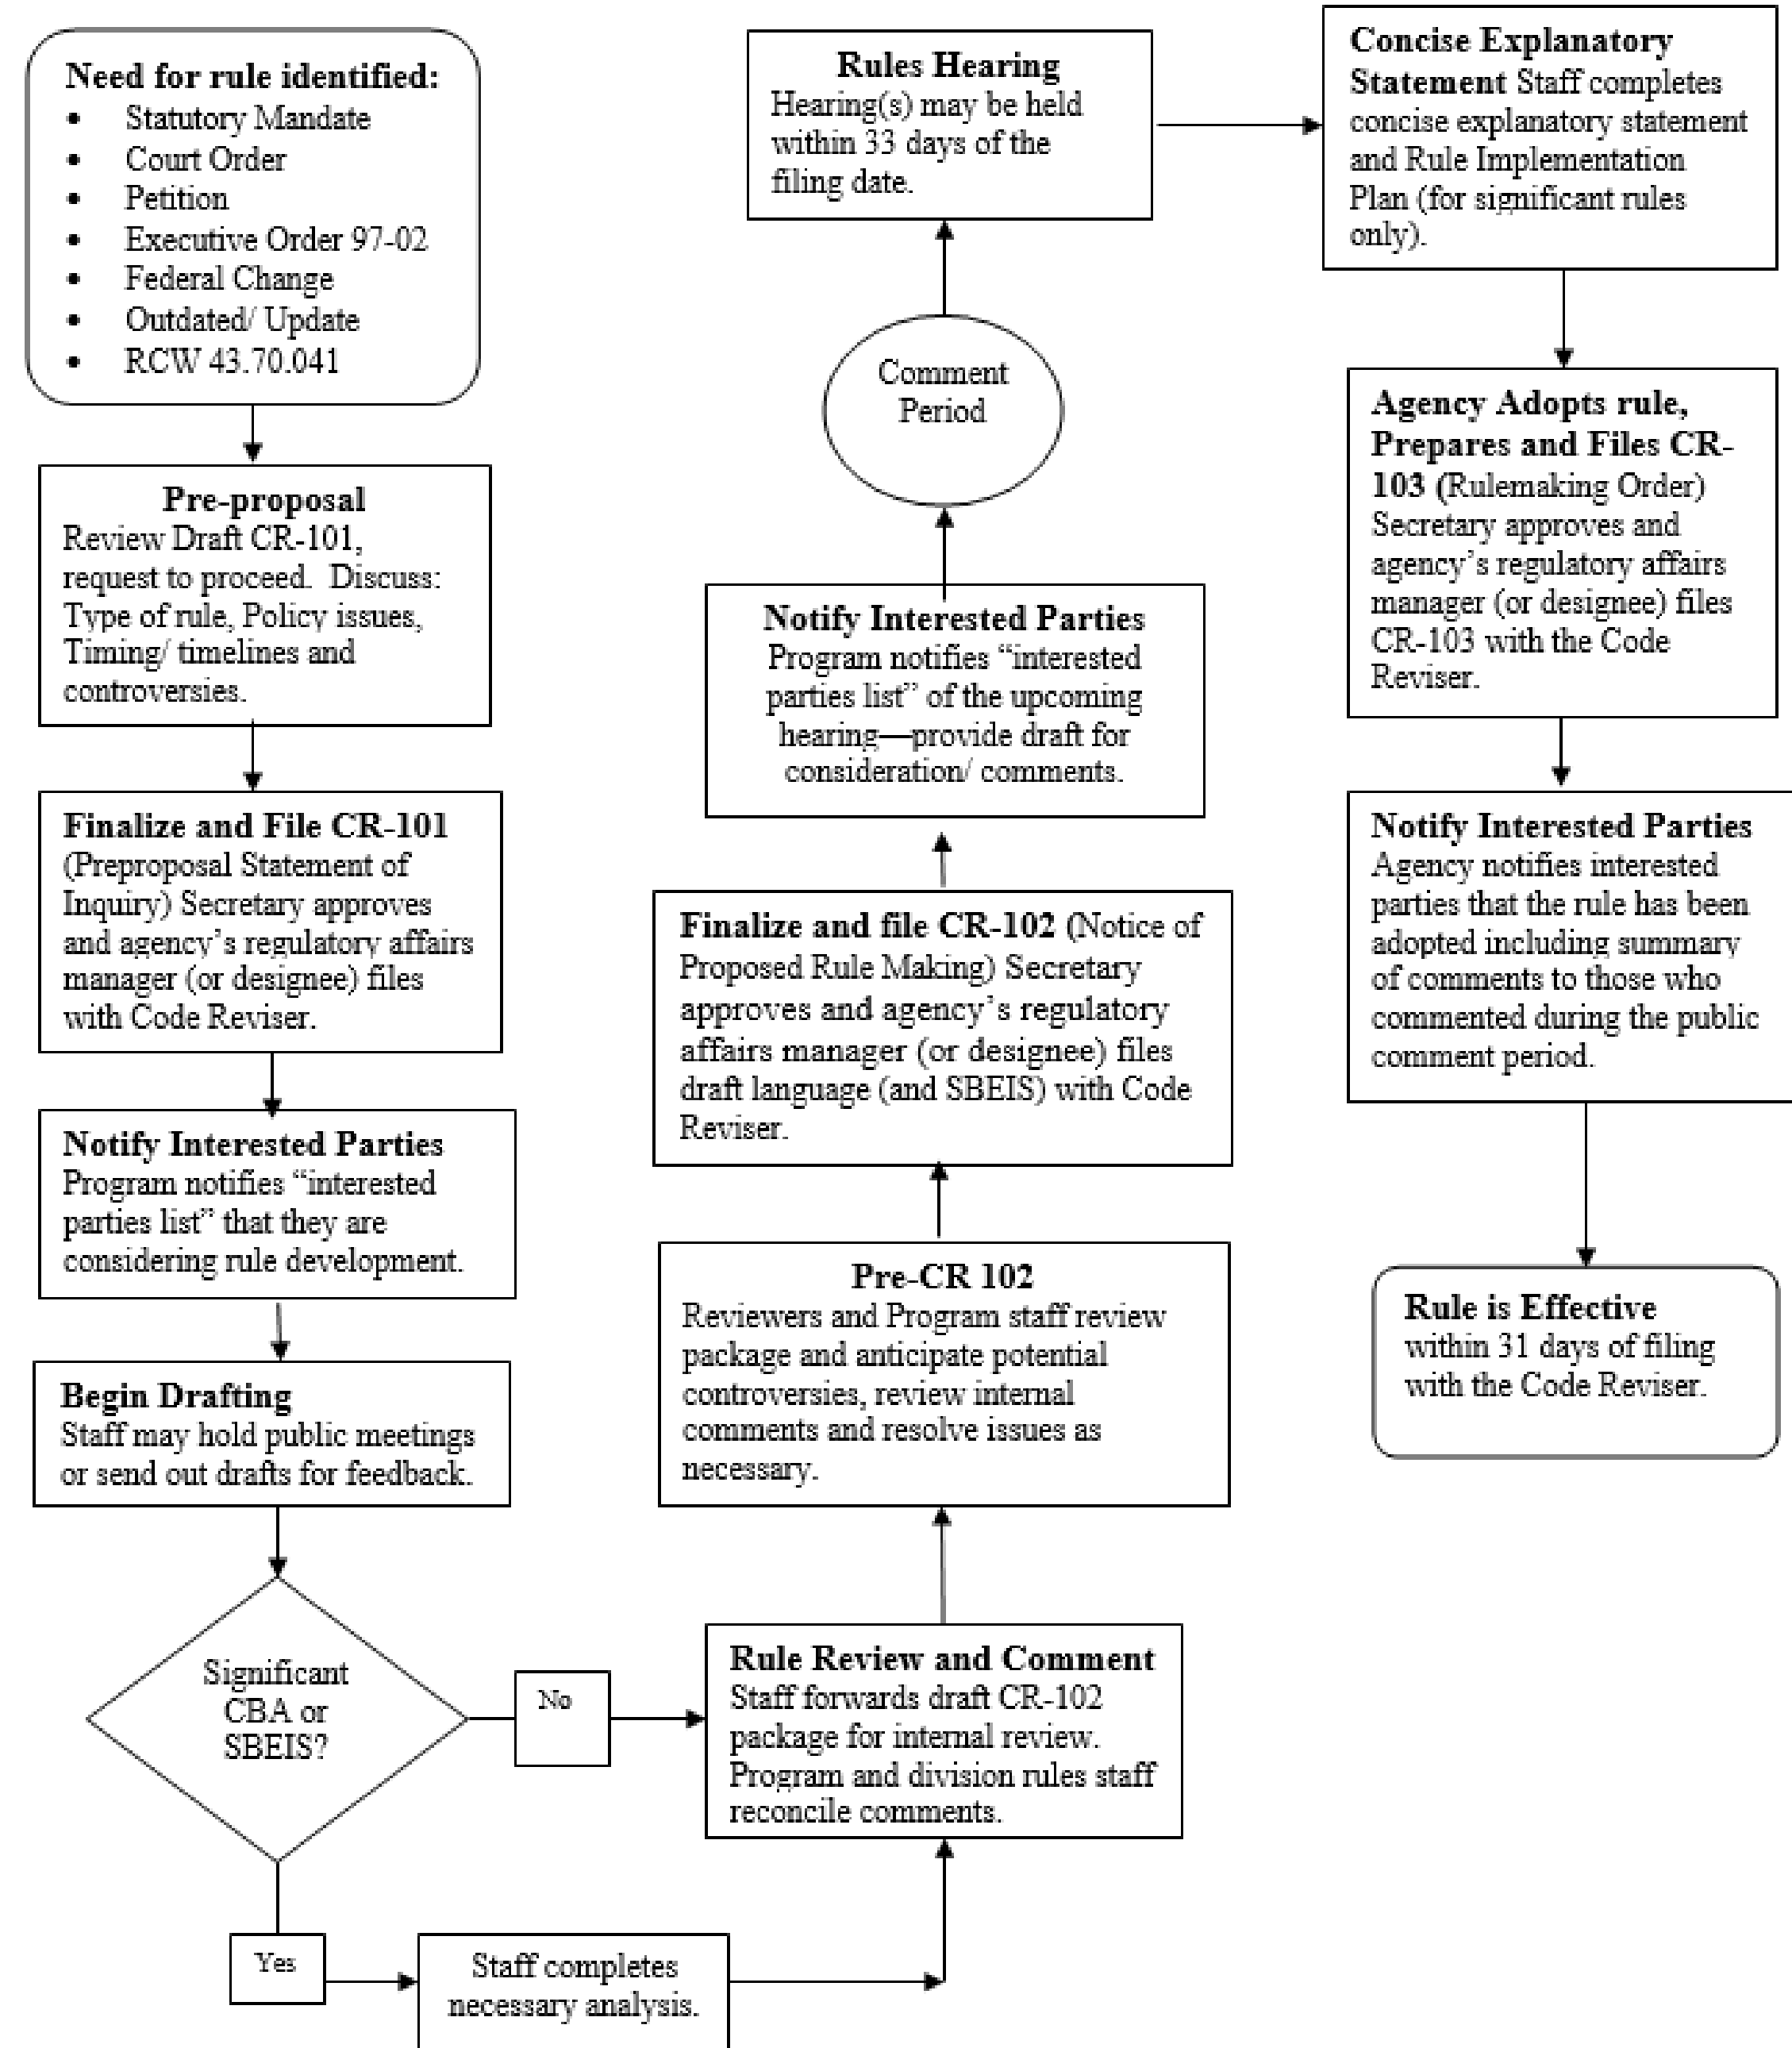 Need for rule identified:
• Statutory Mandate
• Court Order
• Petition
• Executive Order 97-02
• Federal Change
• Outdated/ Update
• RCW 43.70.041
Pre-proposal
Review Draft CR-101,
request to proceed. Discuss:
Type of rule, Policy issues,
Timing/ timelines and
controversies.
Finalize and File CR-101
(Preproposal Statement of
Inquiry) Secretary approves
and agency’s regulatory affairs
manager (or designee) files
with Code Reviser.
Notify Interested Parties
Program notifies “interested
parties list” that they are
considering rule development.
Begin Drafting
Staff may hold public meetings
or send out drafts for feedback.
Significant
CBA or
SBEIS?
No
Yes
Staff completes
necessary analysis.
Rule Review and Comment
Staff forwards draft CR-102
package for internal review.
Program and division rules staff
reconcile comments.
Pre-CR 102
Reviewers and Program staff review
package and anticipate potential
controversies, review internal
comments and resolve issues as
necessary.
Finalize and file CR-102 (Notice of
Proposed Rule Making) Secretary
approves and agency’s regulatory
affairs manager (or designee) files
draft language (and SBEIS) with Code
Reviser.
Notify Interested Parties
Program notifies “interested
parties list” of the upcoming
hearing—provide draft for
consideration/ comments.
Comment
Period
Rules Hearing
Hearing(s) may be held
within 33 days of the
filing date.
Concise Explanatory
Statement Staff completes
concise explanatory statement
and Rule Implementation
Plan (for significant rules
only).
Agency Adopts rule,
Prepares and Files CR-
103 (Rulemaking Order)
Secretary approves and
agency’s regulatory affairs
manager (or designee) files
CR-103 with the Code
Reviser.
Notify Interested Parties
Agency notifies interested
parties that the rule has been
adopted including summary
of comments to those who
commented during the public
comment period.
Rule is Effective
within 31 days of filing
with the Code Reviser.